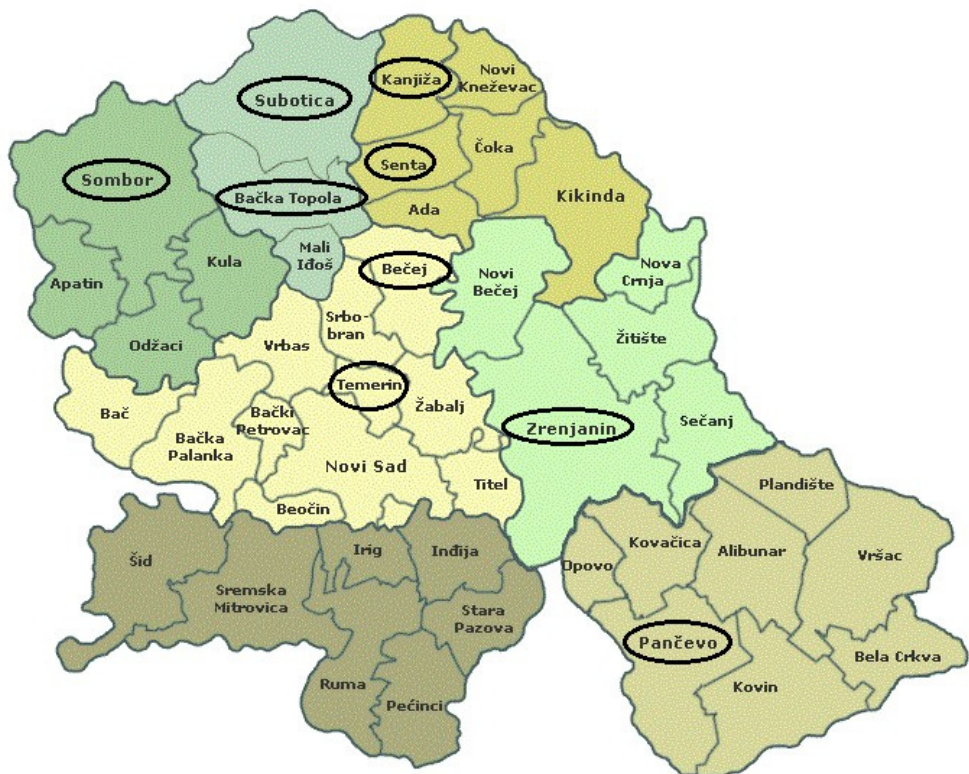 Kanjiža
Novi
Kneževac
Subotica
Čoka
Senta
Sombor
Bačka Topola
Kikinda
Ada
Mali
Iđoš
Kula
Apatin
Bečej
Novi
Bečej
Nova
Crnja
Srbo-
bran
Odžaci
Vrbas
Žitište
Temerin
Bač
Bački
Petrovac
Žabalj
Sečanj
Zrenjanin
Bačka
Palanka
Novi Sad
Titel
Plandište
Beočin
Šid
Irig
Inđija
Kovačica
Alibunar
Vršac
Opovo
Sremska
Mitrovica
Stara
Pazova
Pančevo
Bela Crkva
Ruma
Kovin
Pećinci